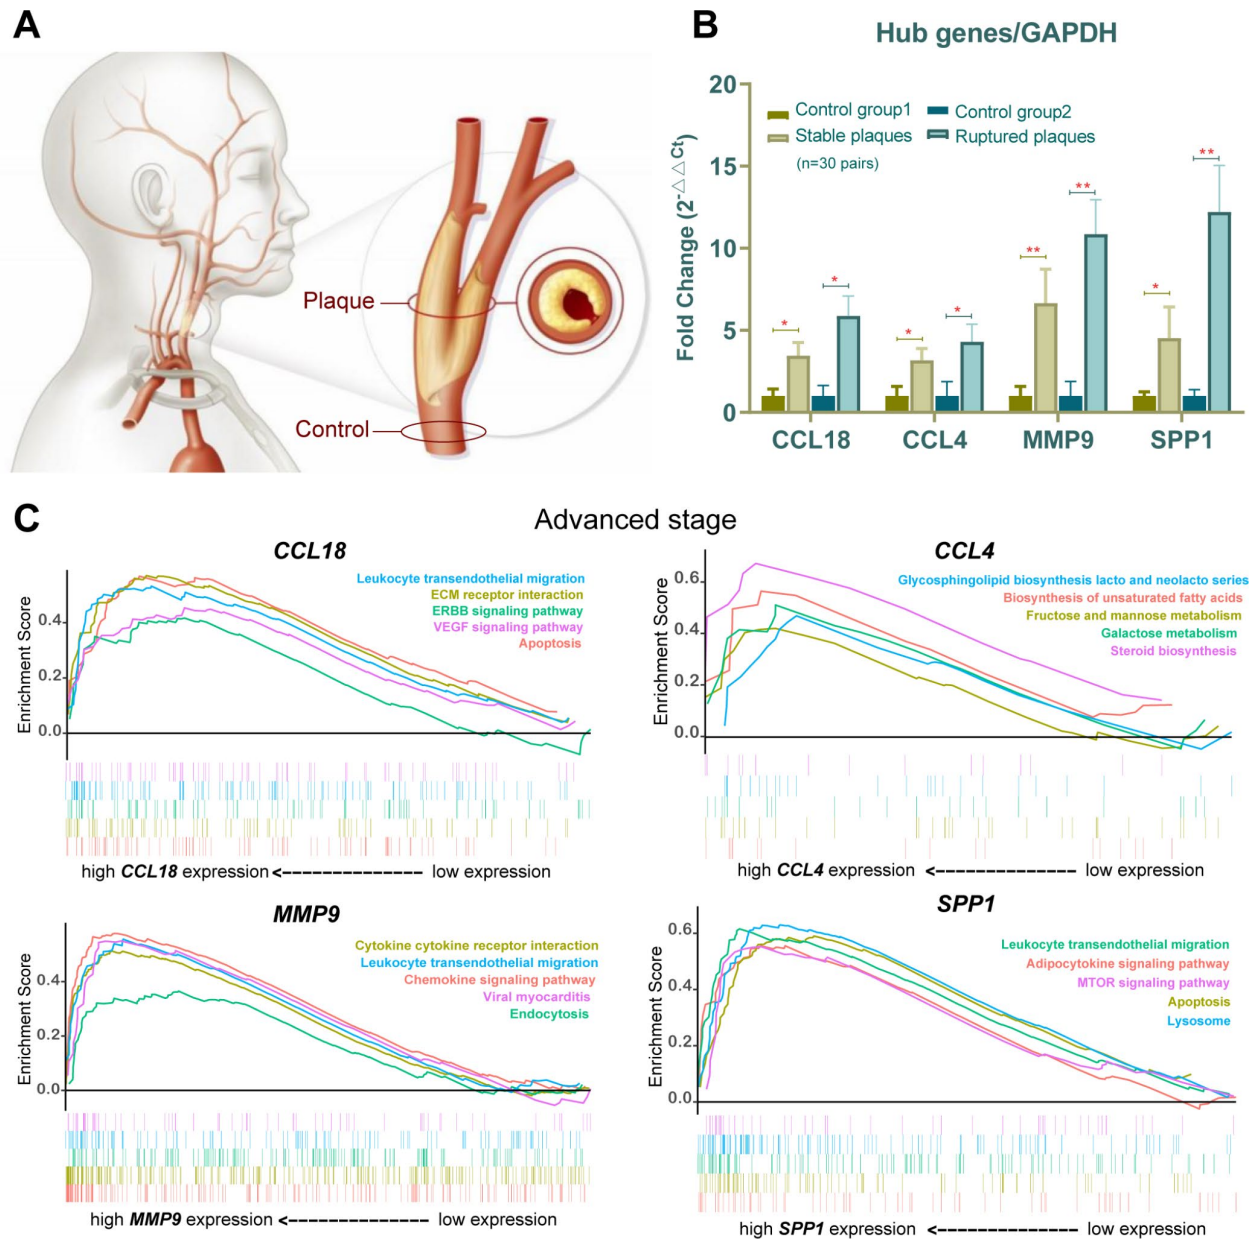 A
Plaque
Control
B
Hub genes/GAPDH
Fold Change (2^-△△Ct)
20
15
10
5
0
Control group1
Control group2
Stable plaques
Ruptured plaques
(n=30 pairs)
*
*
*
*
**
**
*
**
CCL18
CCL4
MMP9
SPP1
C
Advanced stage
CCL18
Enrichment Score
0.4
0.2
0.0
Leukocyte transendothelial migration
ECM receptor interaction
ERBB signaling pathway
VEGF signaling pathway
Apoptosis
high CCL18 expression <---------------- low expression
CCL4
Enrichment Score
0.6
0.4
0.2
0.0
Glycosphingolipid biosynthesis lacto and neolacto series
Biosynthesis of unsaturated fatty acids
Fructose and mannose metabolism
Galactose metabolism
Steroid biosynthesis
high CCL4 expression <---------------- low expression
MMP9
Enrichment Score
0.4
0.2
0.0
Cytokine cytokine receptor interaction
Leukocyte transendothelial migration
Chemokine signaling pathway
Viral myocarditis
Endocytosis
high MMP9 expression <---------------- low expression
SPP1
Enrichment Score
0.6
0.4
0.2
0.0
Leukocyte transendothelial migration
Adipocytokine signaling pathway
MTOR signaling pathway
Apoptosis
Lysosome
high SPP1 expression <---------------- low expression